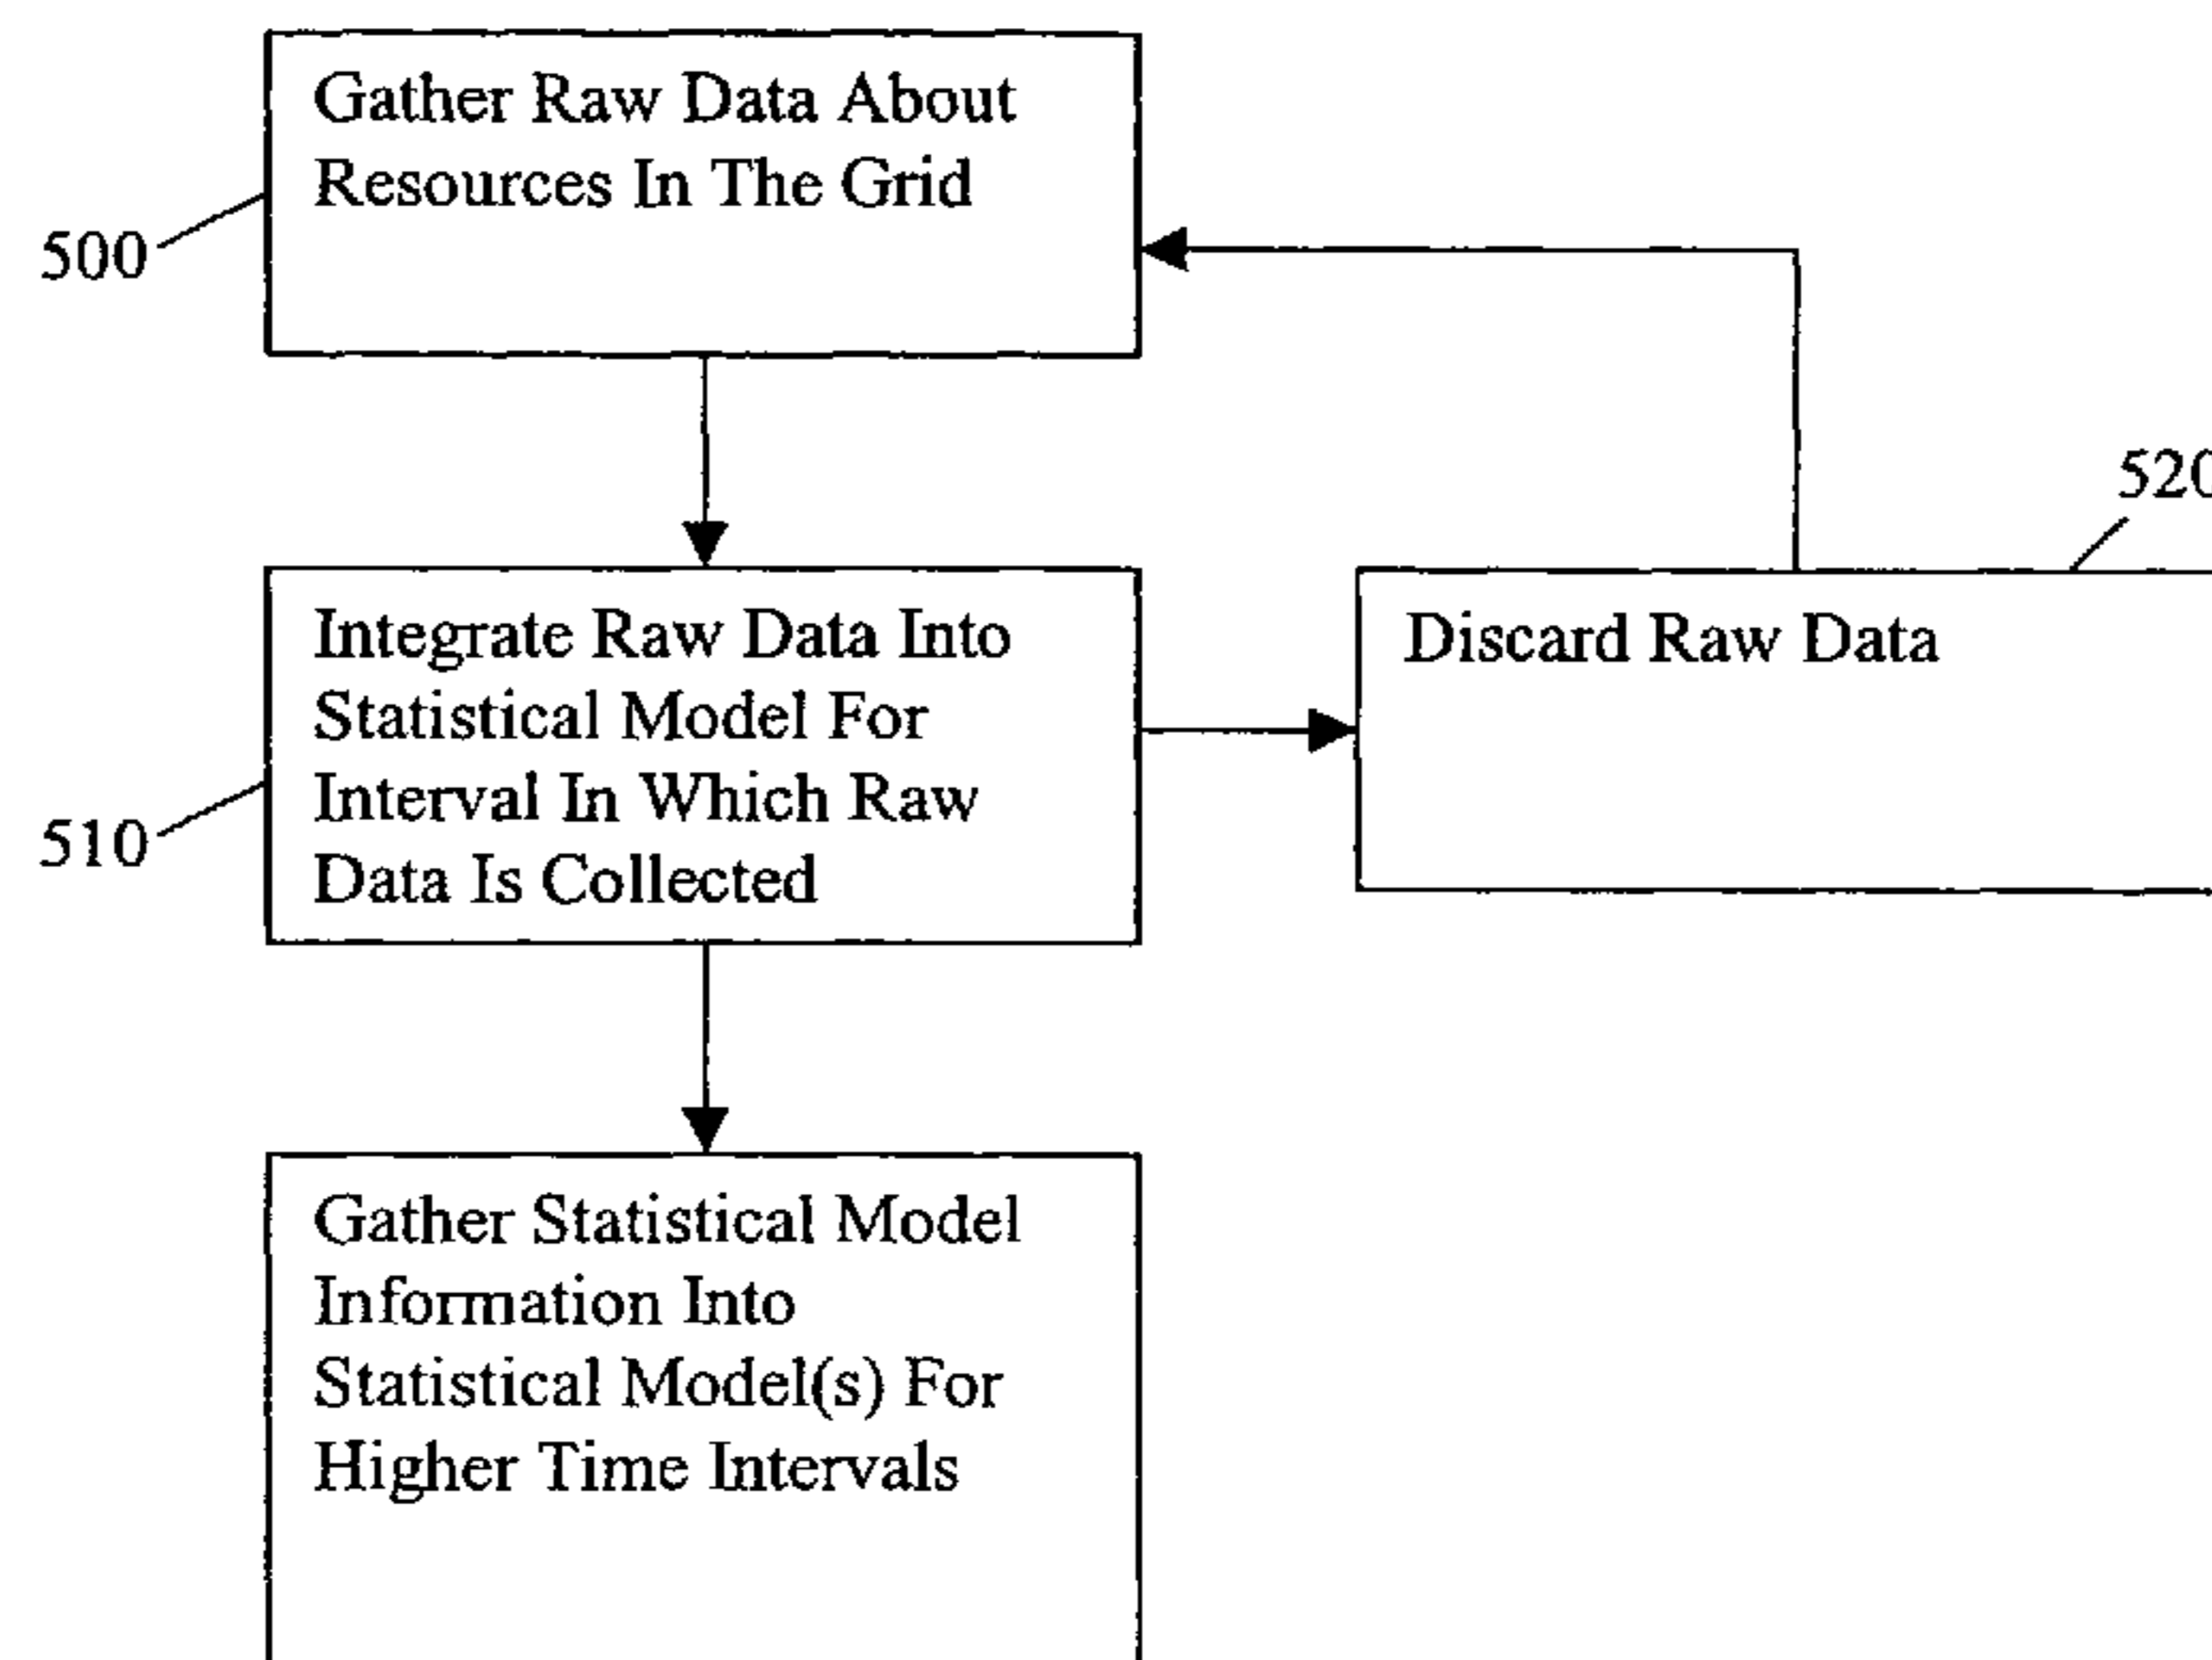 Gather Raw Data About
Resources In The Grid
500
520
Integrate Raw Data Into
Statistical Model For
Interval In Which Raw
Data Is Collected
510
Discard Raw Data
Gather Statistical Model
Information Into
Statistical Model(s) For
Higher Time Intervals